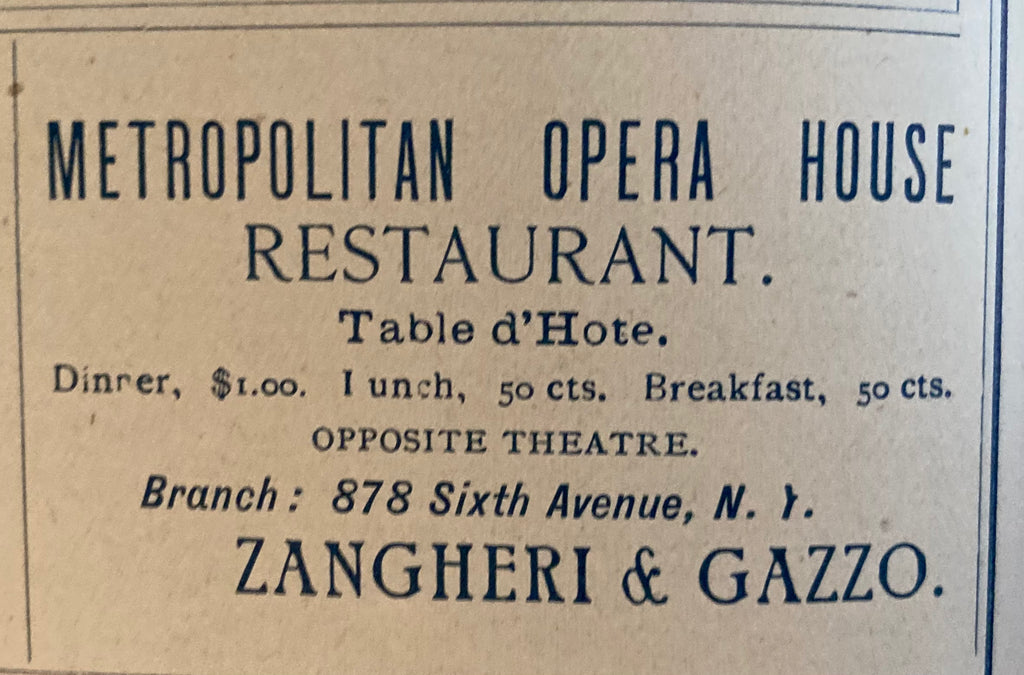 METROPOLITAN OPERA HOUSE
RESTAURANT.
Table d'Hote.
Dinner, $1.00. Lunch, 50 cts. Breakfast, 50 cts.
OPPOSITE THEATRE.
Branch: 878 Sixth Avenue, N. Y.
ZANGHERI & GAZZO.